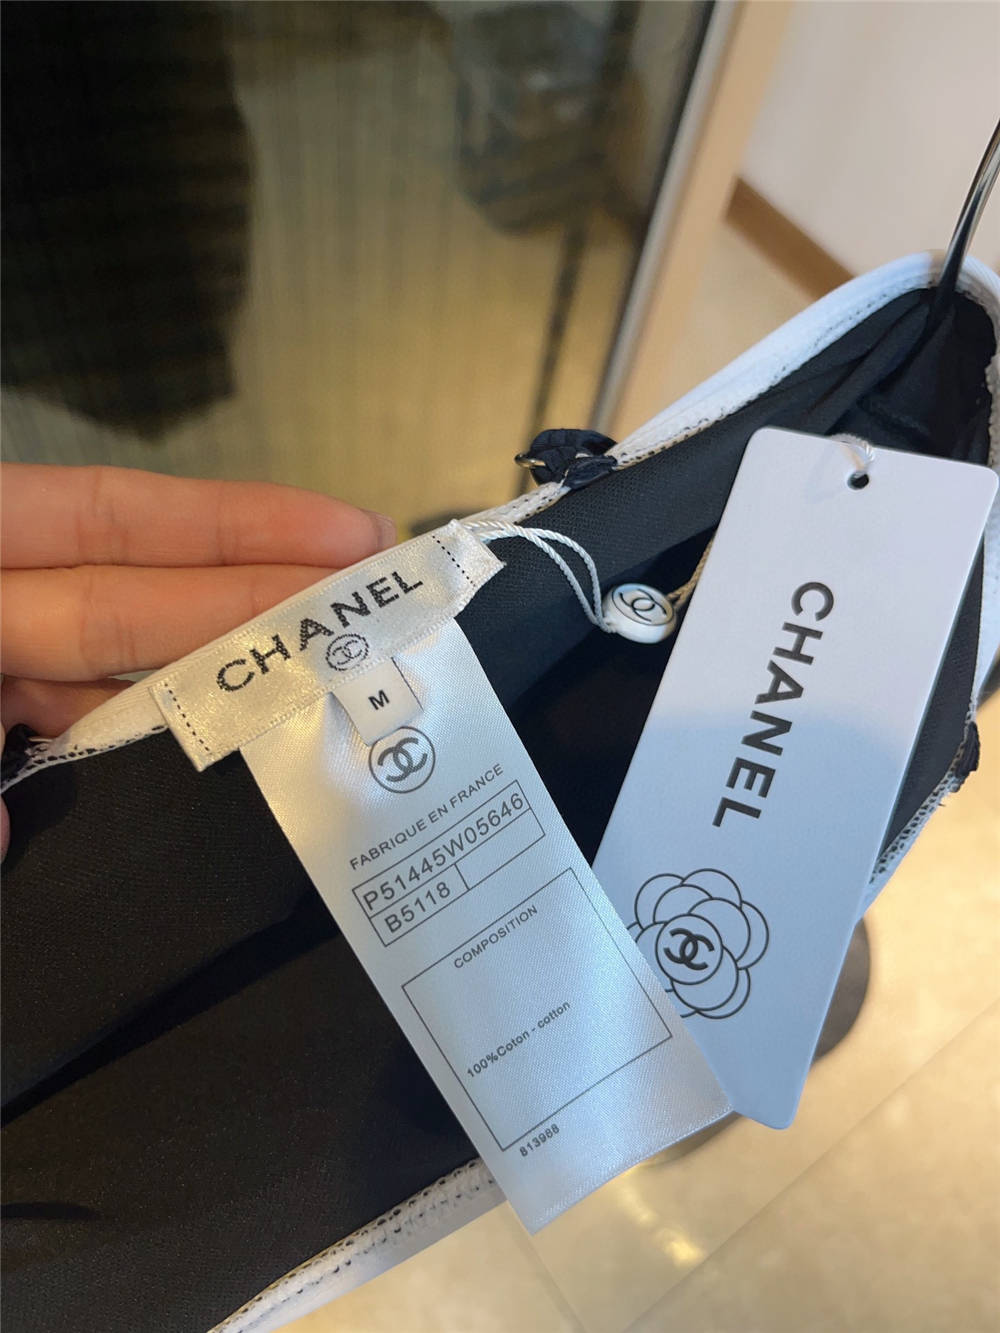 CHANEL
M
FABRIQUE EN FRANCE
P51445W05646
B5118
COMPOSITION
100%Coton - cotton
813988
CHANEL